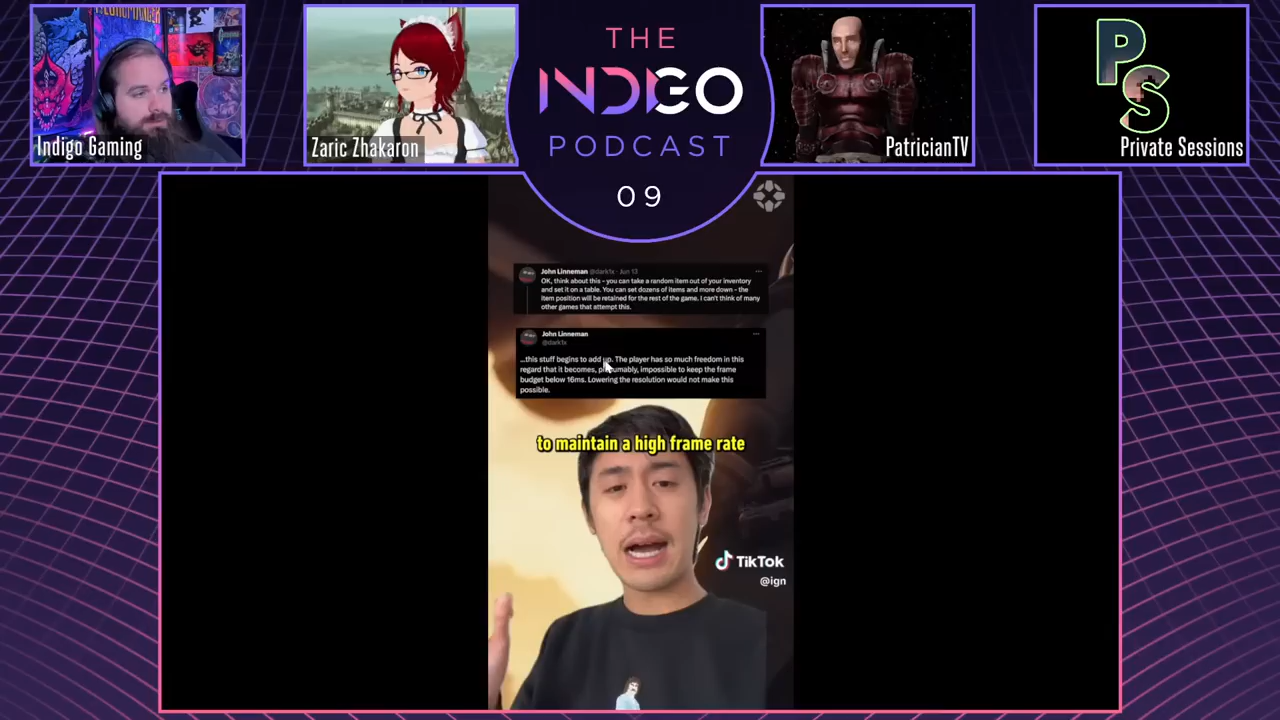 THE
INDIGO
PODCAST
09
Indigo Gaming
Zaric Zhakaron
PatricianTV
PS
Private Sessions
John Linneman @dark1x · Jun 13
OK, think about this - you can take a random item out of your inventory
and set it on a table. You can set dozens of items and more down - the
item position will be retained for the rest of the game. I can't think of many
other games that attempt this.
John Linneman
@dark1x
...this stuff begins to add up. The player has so much freedom in this
regard that it becomes, presumably, impossible to keep the frame
budget below 16ms. Lowering the resolution would not make this
possible.
to maintain a high frame rate
TikTok
@ign